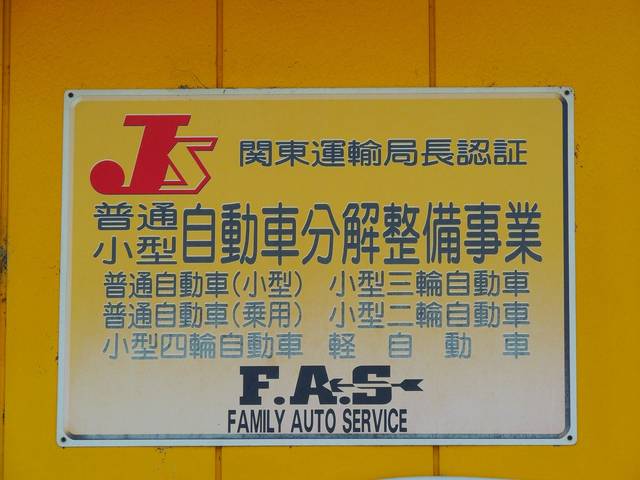 JS 関東運輸局長認証
普通 小型 自動車分解整備事業
普通自動車(小型) 小型三輪自動車
普通自動車(乗用) 小型二輪自動車
小型四輪自動車 軽自動車
F.A.S
FAMILY AUTO SERVICE